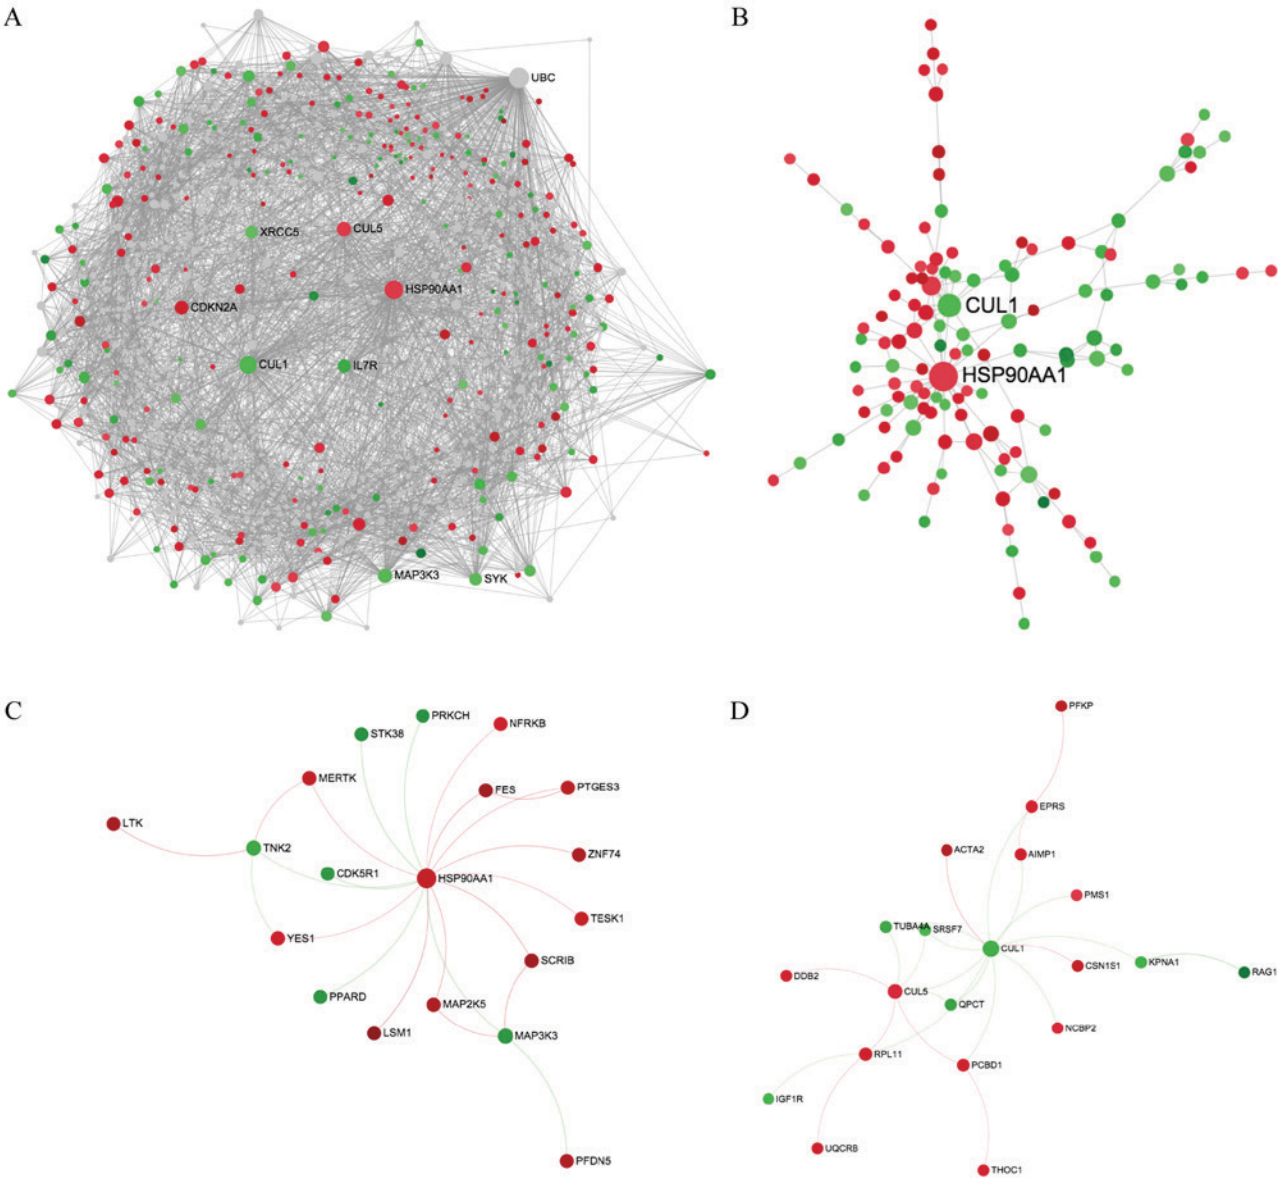 A
B
UBC
XRCC5
CUL5
HSP90AA1
CDKN2A
CUL1
IL7R
MAP3K3
SYK
CUL1
HSP90AA1
C
D
PRKCH
NFRKB
STK38
MERTK
FES
PTGES3
LTK
TNK2
ZNF74
CDK5R1
HSP90AA1
TESK1
YES1
SCRIB
PPARD
MAP2K5
LSM1
MAP3K3
PFDN5
PFKP
EPRS
ACTA2
AIMP1
PMS1
TUBA4A
SRSF7
CUL1
CSN1S1
KPNA1
RAG1
DDB2
CUL5
QPCT
NCBP2
RPL11
PCBD1
IGF1R
UQCRB
THOC1